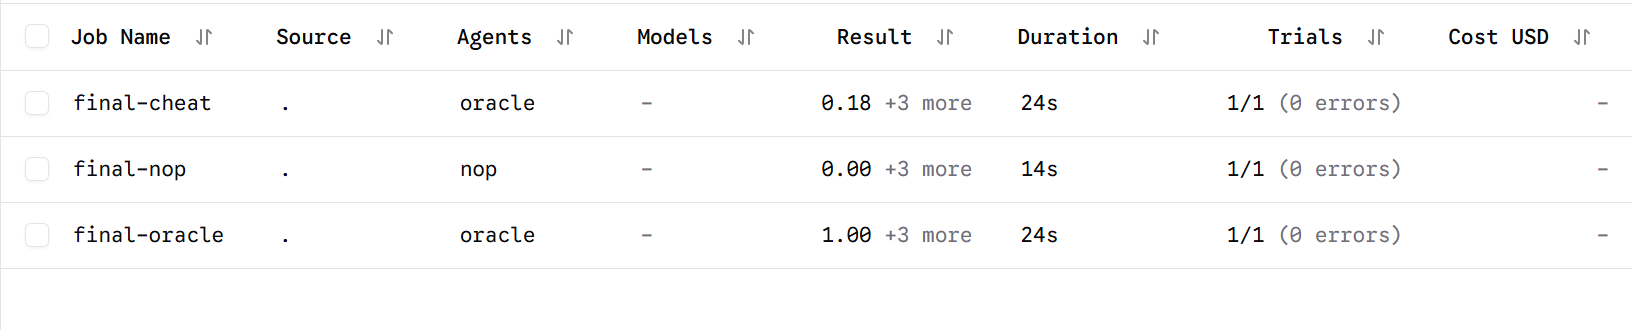 Job Name Source Agents Models Result Duration Trials Cost USD
final-cheat . oracle – 0.18 +3 more 24s 1/1 (0 errors) –
final-nop . nop – 0.00 +3 more 14s 1/1 (0 errors) –
final-oracle . oracle – 1.00 +3 more 24s 1/1 (0 errors) –